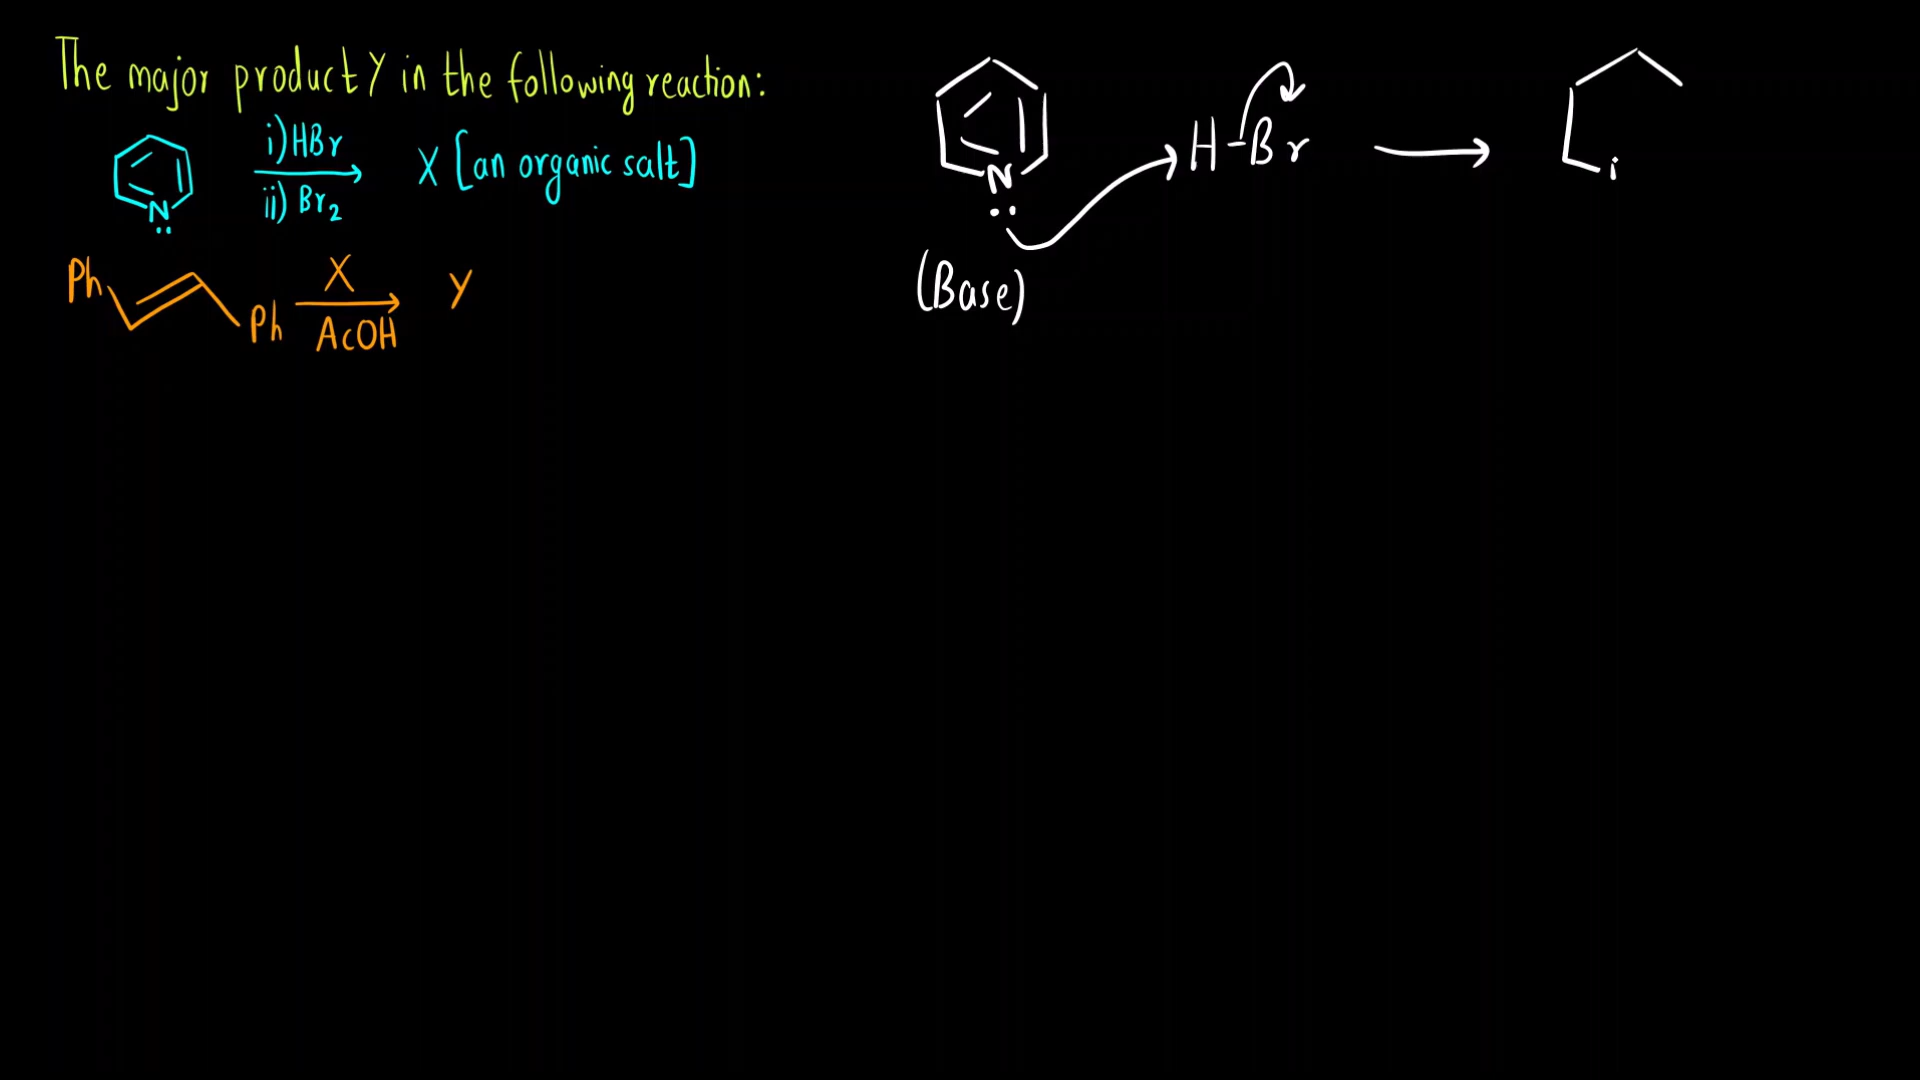 The major product Y in the following reaction:
i) HBr
ii) Br2
N
X [an organic salt]
Ph
Ph
X
AcOH
Y
N
H-Br
(Base)